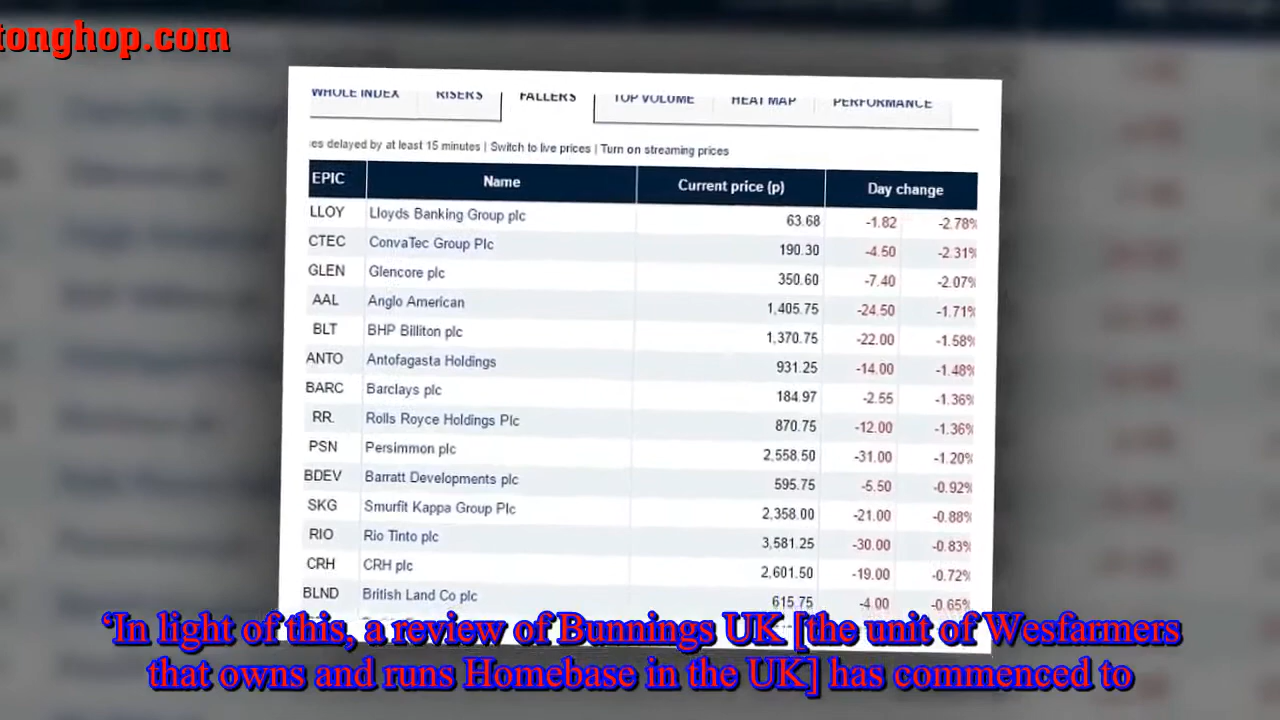 tonghop.com
WHOLE INDEX RISERS FALLERS TOP VOLUME HEAT MAP PERFORMANCE
es delayed by at least 15 minutes | Switch to live prices | Turn on streaming prices
EPIC Name Current price (p) Day change
LLOY Lloyds Banking Group plc 63.68 -1.82 -2.78%
CTEC ConvaTec Group Plc 190.30 -4.50 -2.31%
GLEN Glencore plc 350.60 -7.40 -2.07%
AAL Anglo American 1,405.75 -24.50 -1.71%
BLT BHP Billiton plc 1,370.75 -22.00 -1.58%
ANTO Antofagasta Holdings 931.25 -14.00 -1.48%
BARC Barclays plc 184.97 -2.55 -1.36%
RR. Rolls Royce Holdings Plc 870.75 -12.00 -1.36%
PSN Persimmon plc 2,558.50 -31.00 -1.20%
BDEV Barratt Developments plc 595.75 -5.50 -0.92%
SKG Smurfit Kappa Group Plc 2,358.00 -21.00 -0.88%
RIO Rio Tinto plc 3,581.25 -30.00 -0.83%
CRH CRH plc 2,601.50 -19.00 -0.72%
BLND British Land Co plc 615.75 -4.00 -0.65%
‘In light of this, a review of Bunnings UK [the unit of Wesfarmers
that owns and runs Homebase in the UK] has commenced to